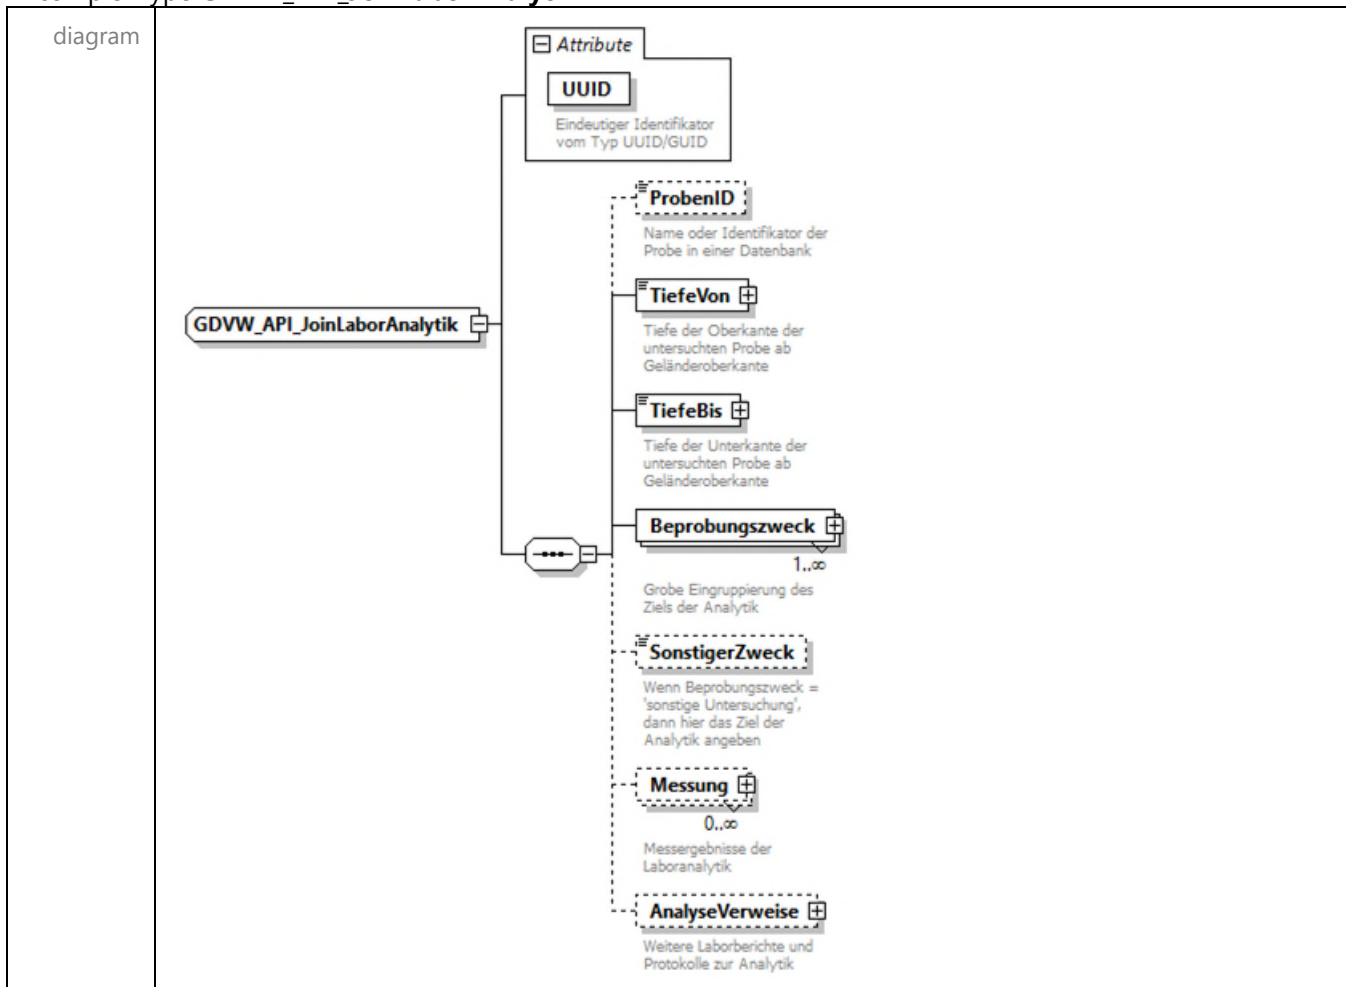 diagram
Attribute
UUID
Eindeutiger Identifikator
vom Typ UUID/GUID
ProbenID
Name oder Identifikator der
Probe in einer Datenbank
TiefeVon
Tiefe der Oberkante der
untersuchten Probe ab
Geländeroberkante
GDVW_API_JoinLaborAnalytik
TiefeBis
Tiefe der Unterkante der
untersuchten Probe ab
Geländeroberkante
Beprobungszweck
1..∞
Grobe Eingruppierung des
Ziels der Analytik
SonstigerZweck
Wenn Beprobungszweck =
'sonstige Untersuchung',
dann hier das Ziel der
Analytik angeben
Messung
0..∞
Messergebnisse der
Laboranalytik
AnalyseVerweise
Weitere Laborberichte und
Protokolle zur Analytik